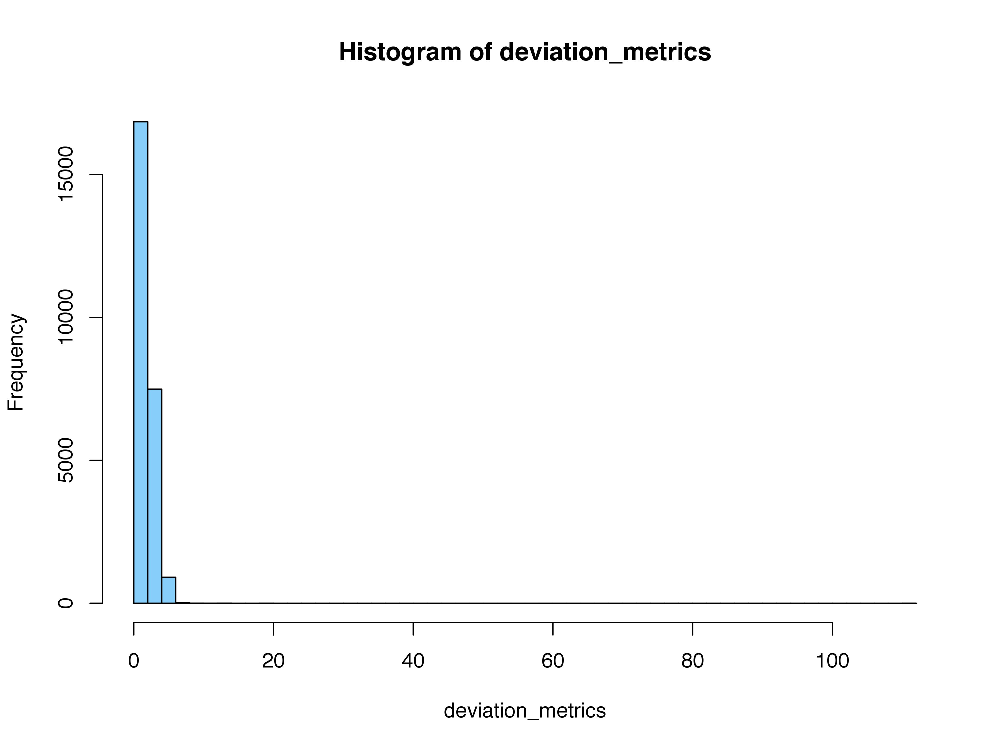 Histogram of deviation_metrics
Frequency
15000
10000
5000
0
0 20 40 60 80 100
deviation_metrics